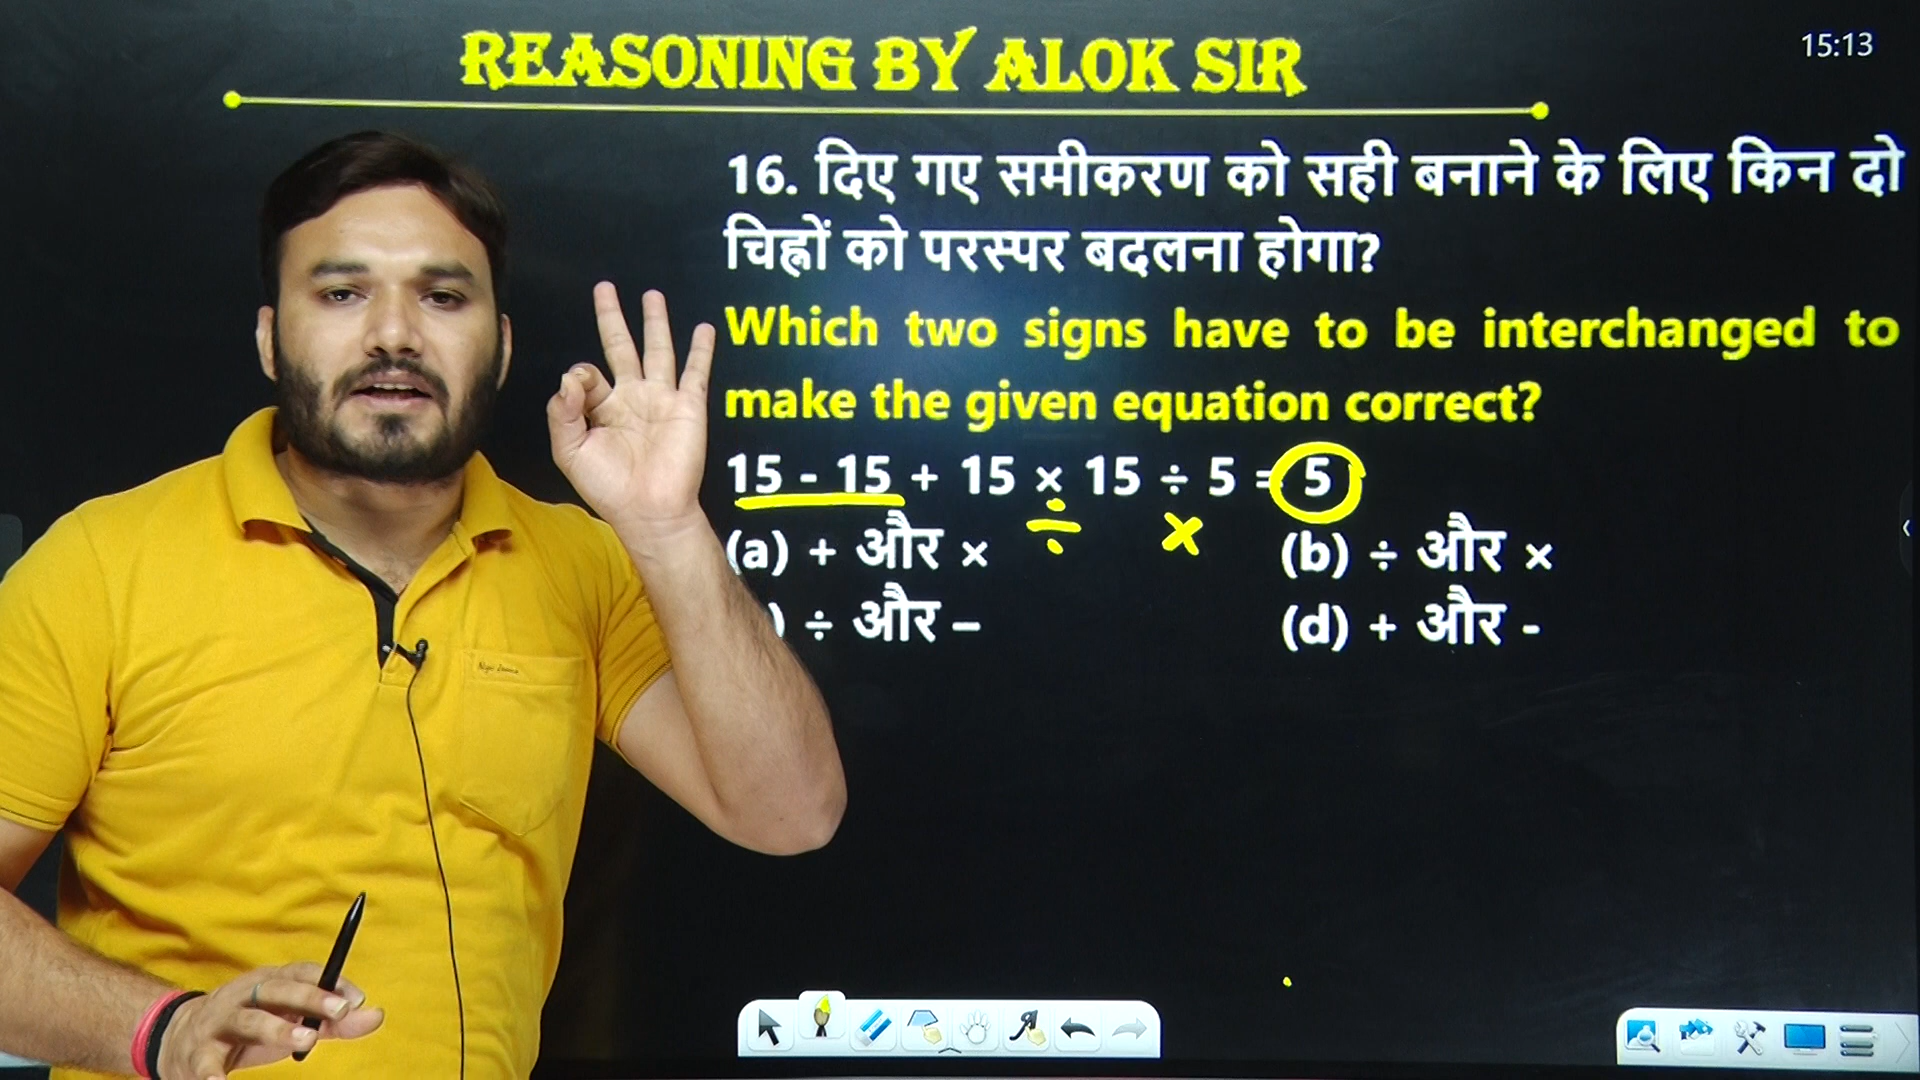 REASONING BY ALOK SIR
15:13
16. दिए गए समीकरण को सही बनाने के लिए किन दो
चिह्नों को परस्पर बदलना होगा?
Which two signs have to be interchanged to
make the given equation correct?
15 - 15 + 15 × 15 ÷ 5 = 5
÷ ×
(a) + और × (b) ÷ और ×
) ÷ और – (d) + और -